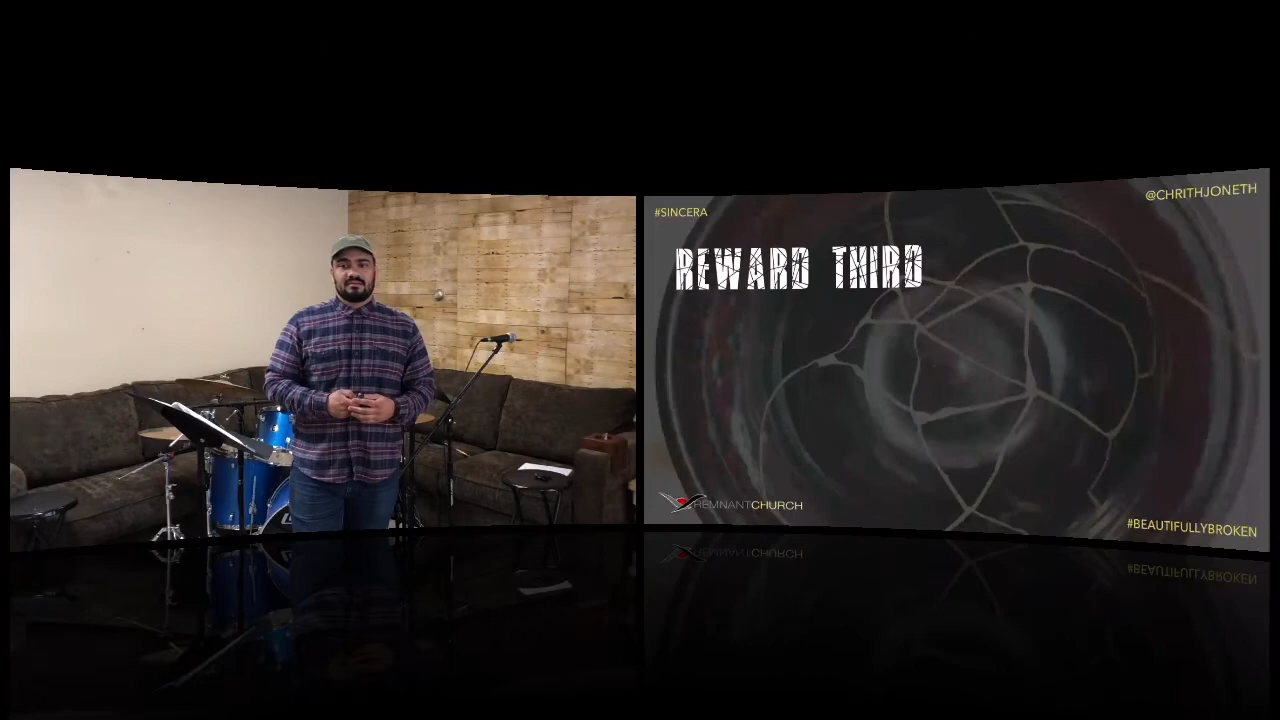 @CHRITHJONETH
#SINCERA
REWARD THIRD
REMNANTCHURCH
#BEAUTIFULLYBROKEN